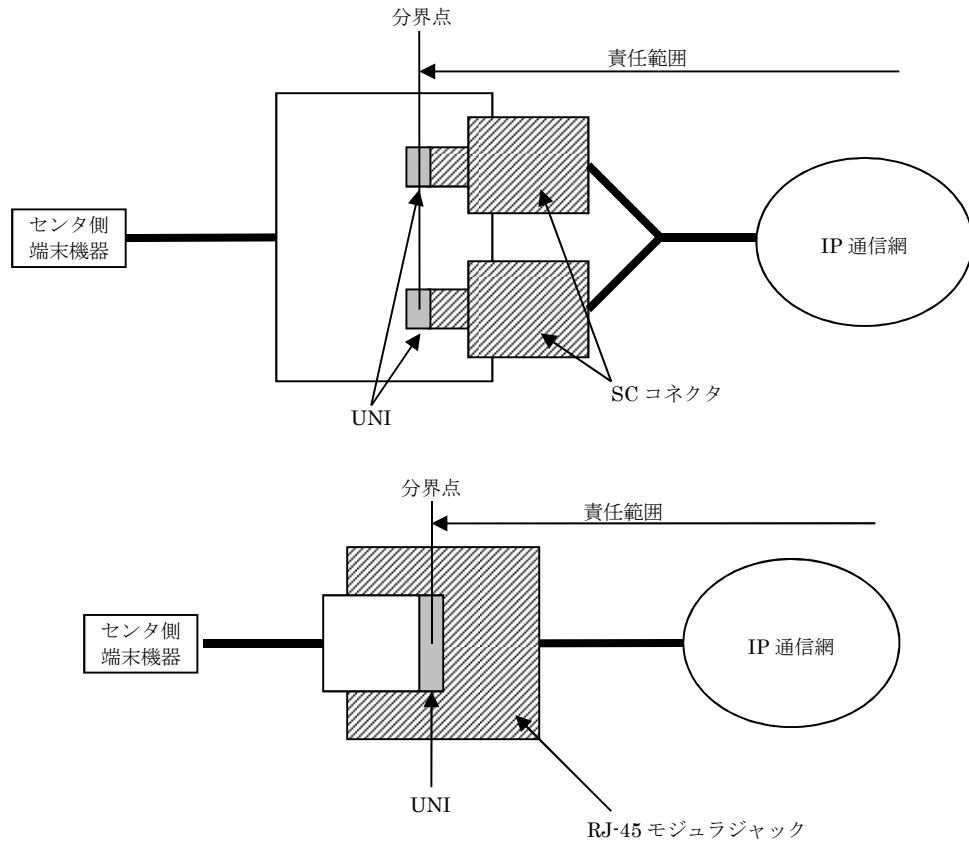 分界点
責任範囲
センタ側
端末機器
IP 通信網
SC コネクタ
UNI
分界点
責任範囲
センタ側
端末機器
IP 通信網
UNI
RJ-45 モジュラジャック